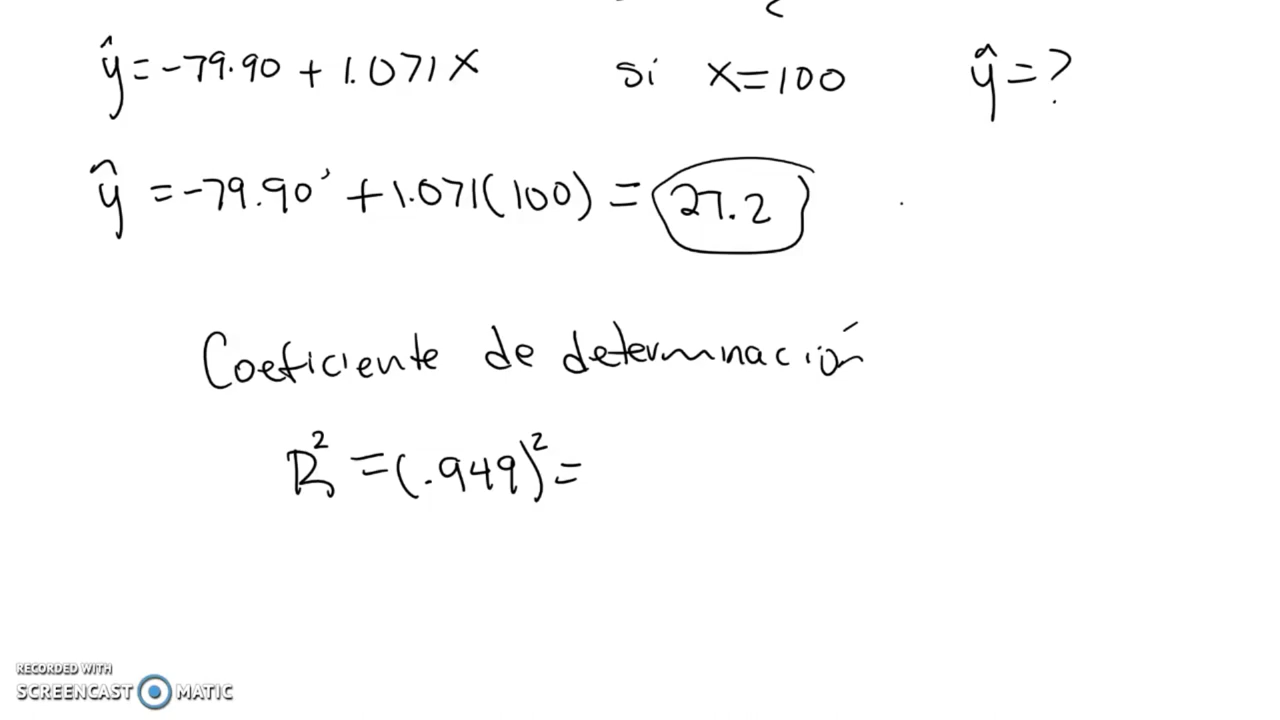 ŷ = -79.90 + 1.071x si x = 100 ŷ = ?
ŷ = -79.90 + 1.071(100) = 27.2
Coeficiente de determinación
R² = (.949)² =
RECORDED WITH
SCREENCAST MATIC